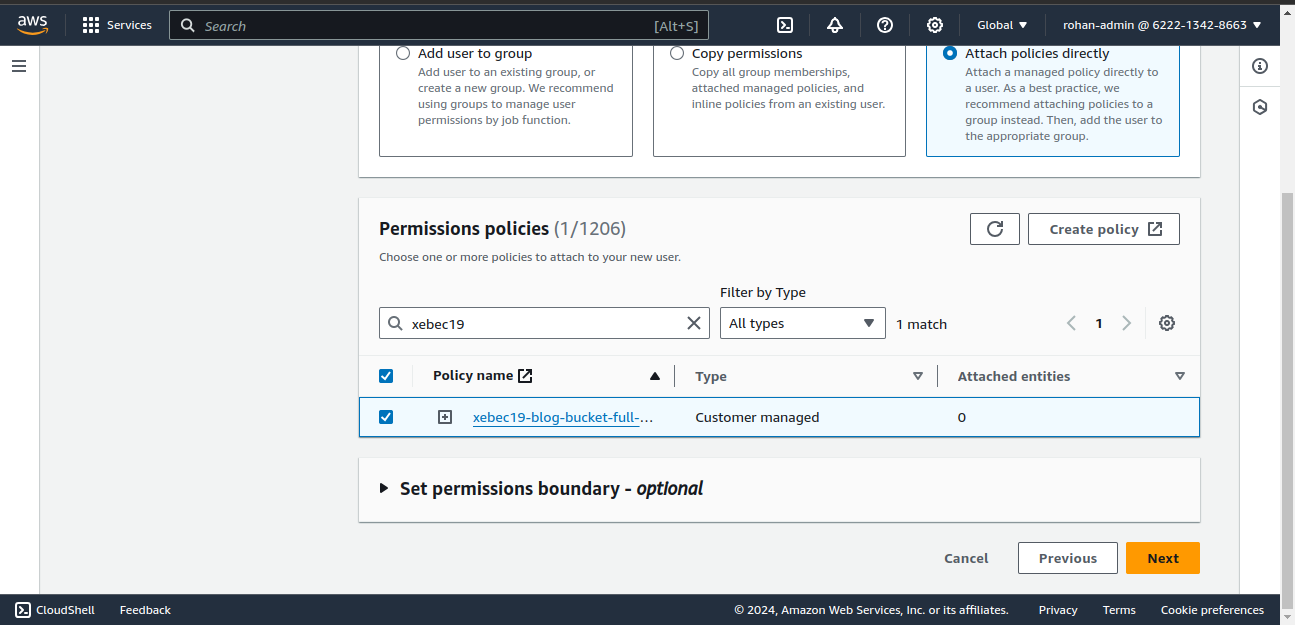 aws Services Search [Alt+S] Global rohan-admin @ 6222-1342-8663
Add user to group
Add user to an existing group, or
create a new group. We recommend
using groups to manage user
permissions by job function.
Copy permissions
Copy all group memberships,
attached managed policies, and
inline policies from an existing user.
Attach policies directly
Attach a managed policy directly to
a user. As a best practice, we
recommend attaching policies to a
group instead. Then, add the user to
the appropriate group.
Permissions policies (1/1206)
Create policy
Choose one or more policies to attach to your new user.
Filter by Type
xebec19 All types 1 match 1
Policy name Type Attached entities
xebec19-blog-bucket-full-... Customer managed 0
Set permissions boundary - optional
Cancel Previous Next
CloudShell Feedback © 2024, Amazon Web Services, Inc. or its affiliates. Privacy Terms Cookie preferences